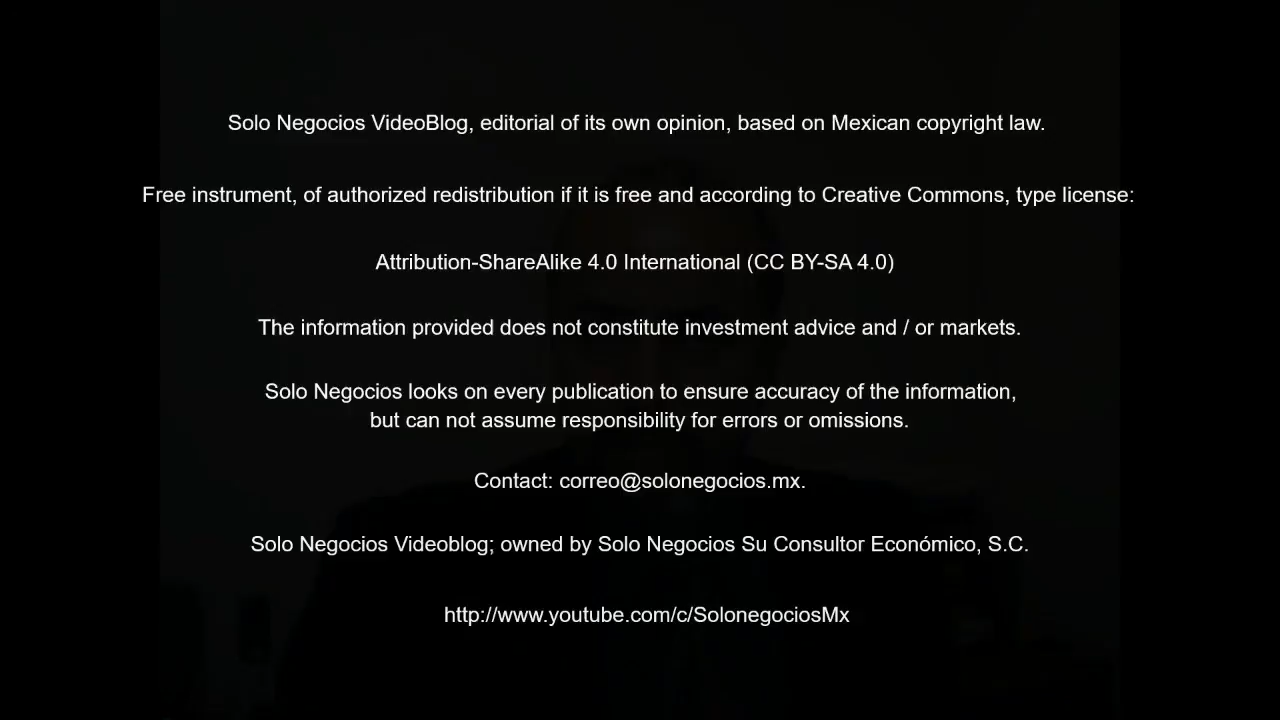 Solo Negocios VideoBlog, editorial of its own opinion, based on Mexican copyright law.
Free instrument, of authorized redistribution if it is free and according to Creative Commons, type license:
Attribution-ShareAlike 4.0 International (CC BY-SA 4.0)
The information provided does not constitute investment advice and / or markets.
Solo Negocios looks on every publication to ensure accuracy of the information,
but can not assume responsibility for errors or omissions.
Contact: correo@solonegocios.mx.
Solo Negocios Videoblog; owned by Solo Negocios Su Consultor Económico, S.C.
http://www.youtube.com/c/SolonegociosMx